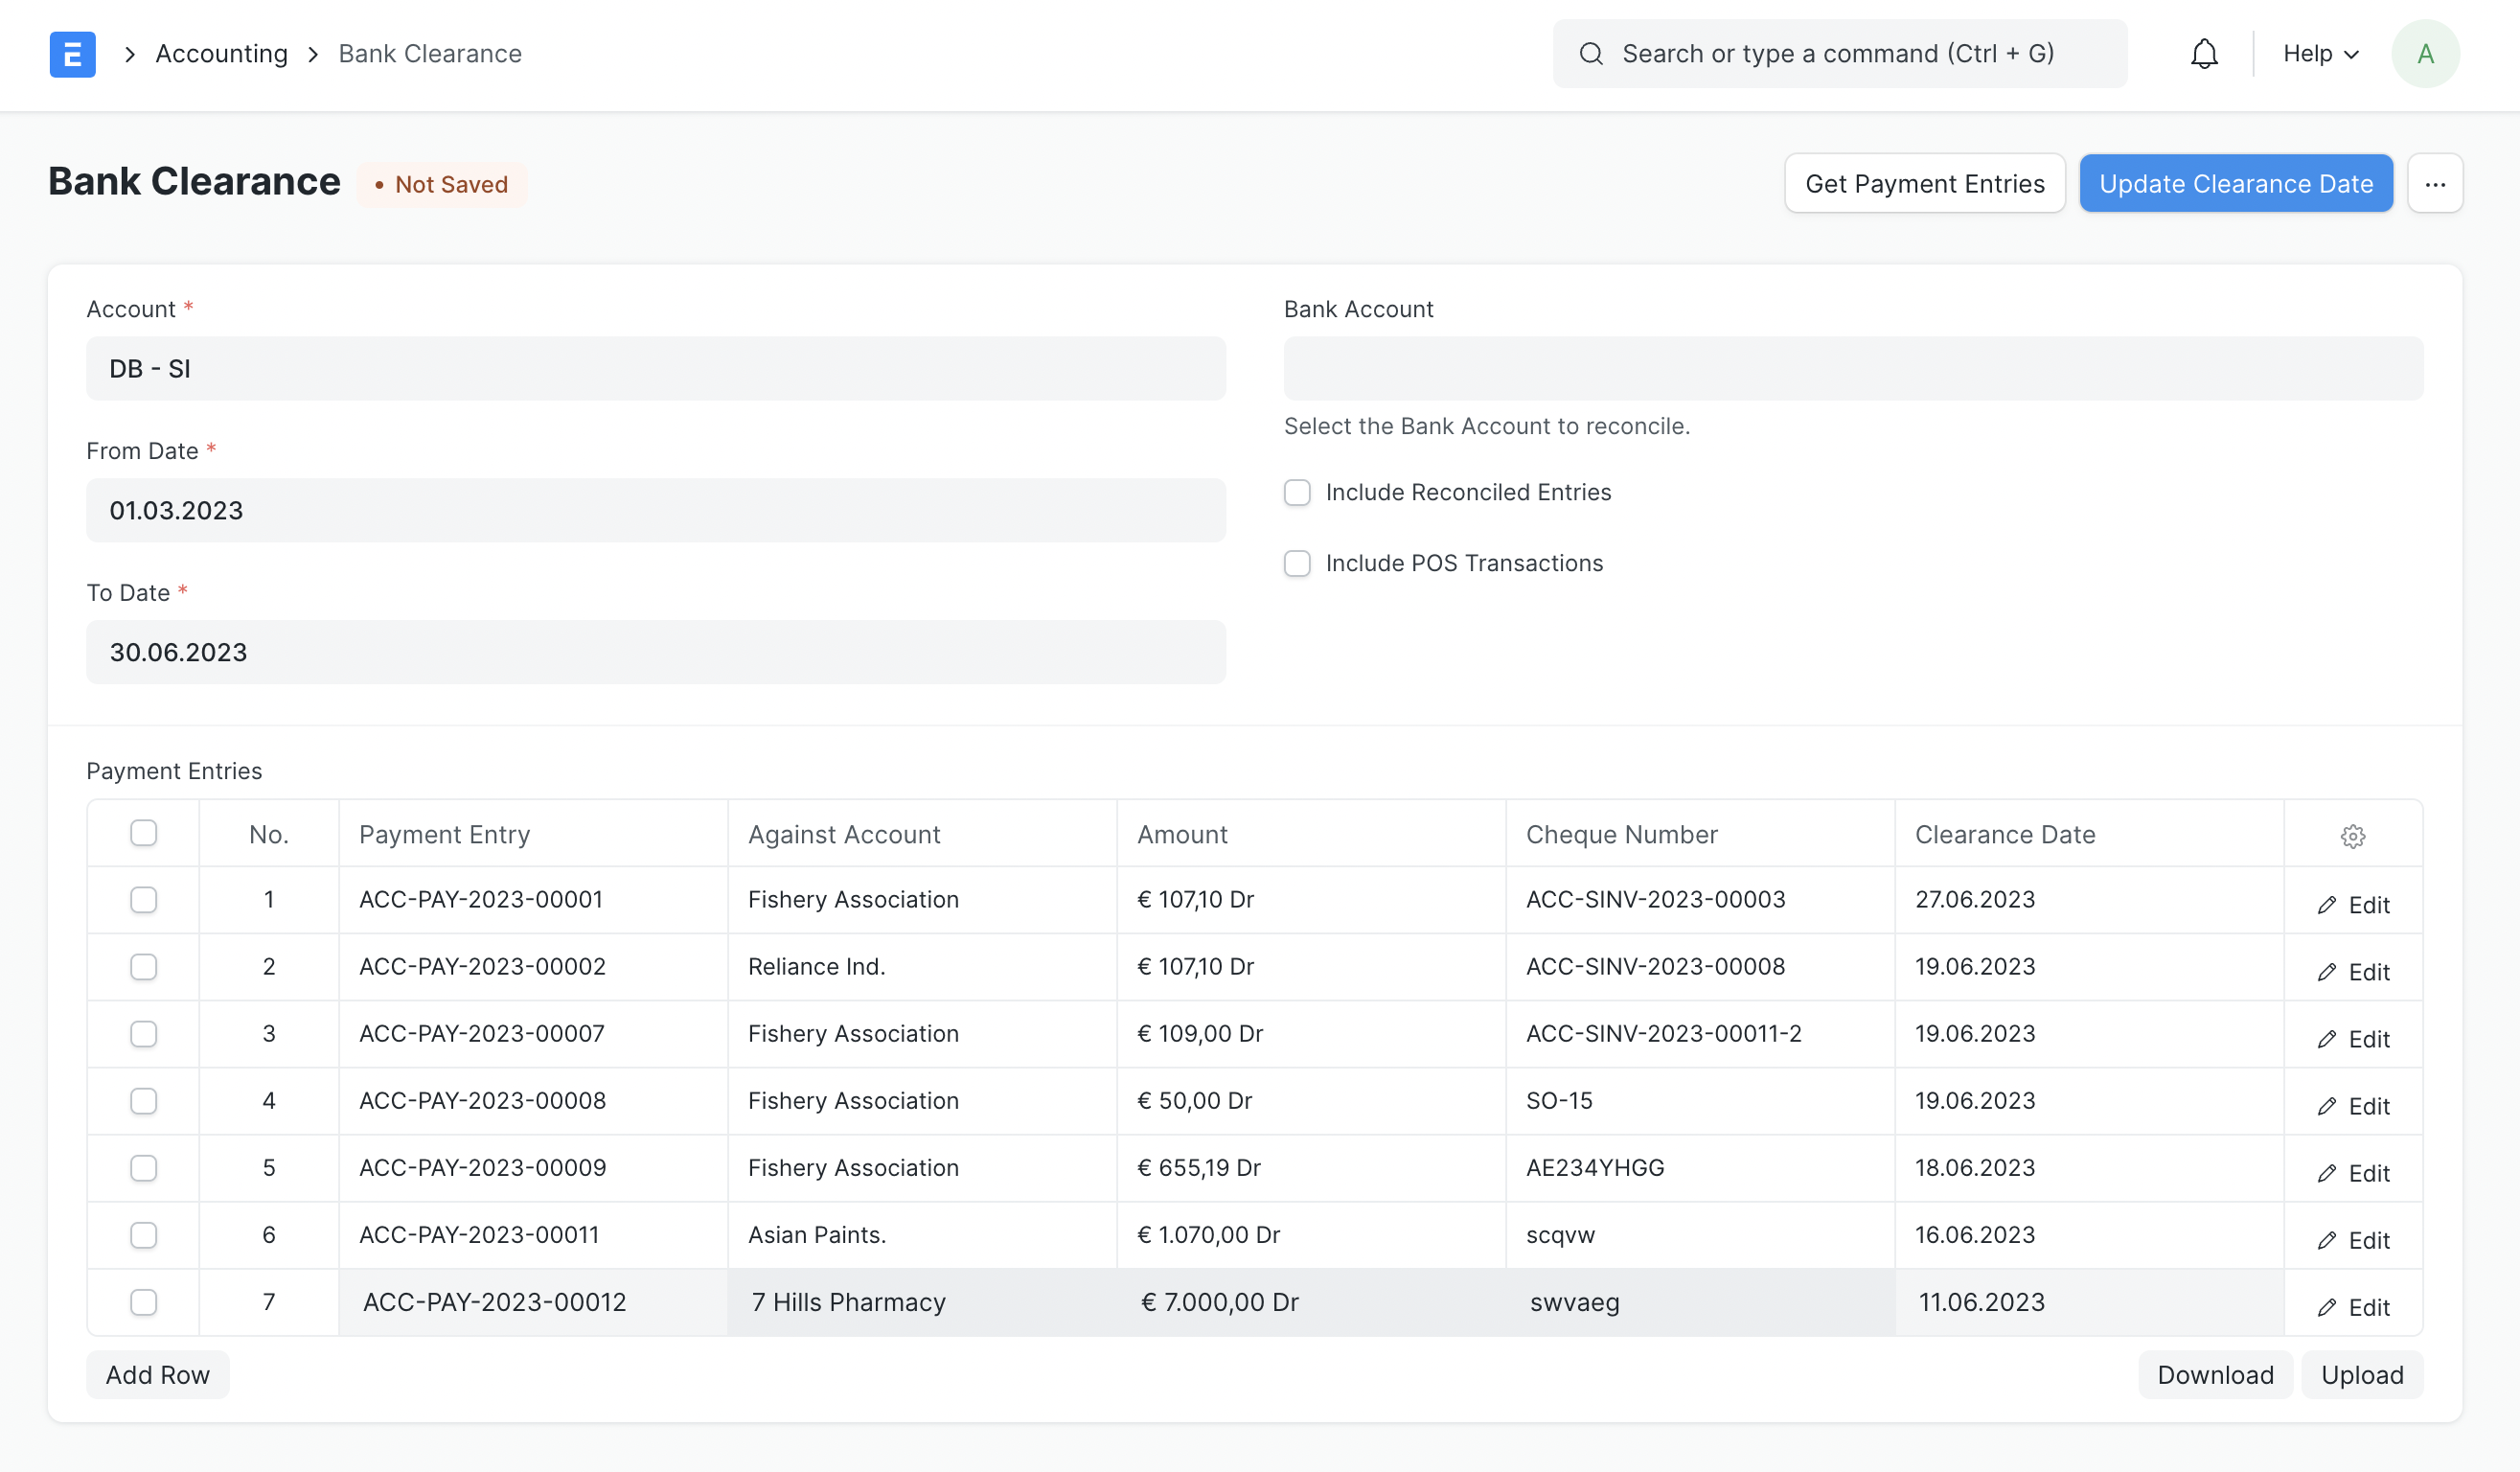 E > Accounting > Bank Clearance Search or type a command (Ctrl + G) Help A
Bank Clearance • Not Saved Get Payment Entries Update Clearance Date ...
Account * Bank Account
DB - SI
Select the Bank Account to reconcile.
From Date *
Include Reconciled Entries
01.03.2023
Include POS Transactions
To Date *
30.06.2023
Payment Entries
No. Payment Entry Against Account Amount Cheque Number Clearance Date
1 ACC-PAY-2023-00001 Fishery Association € 107,10 Dr ACC-SINV-2023-00003 27.06.2023 Edit
2 ACC-PAY-2023-00002 Reliance Ind. € 107,10 Dr ACC-SINV-2023-00008 19.06.2023 Edit
3 ACC-PAY-2023-00007 Fishery Association € 109,00 Dr ACC-SINV-2023-00011-2 19.06.2023 Edit
4 ACC-PAY-2023-00008 Fishery Association € 50,00 Dr SO-15 19.06.2023 Edit
5 ACC-PAY-2023-00009 Fishery Association € 655,19 Dr AE234YHGG 18.06.2023 Edit
6 ACC-PAY-2023-00011 Asian Paints. € 1.070,00 Dr scqvw 16.06.2023 Edit
7 ACC-PAY-2023-00012 7 Hills Pharmacy € 7.000,00 Dr swvaeg 11.06.2023 Edit
Add Row Download Upload